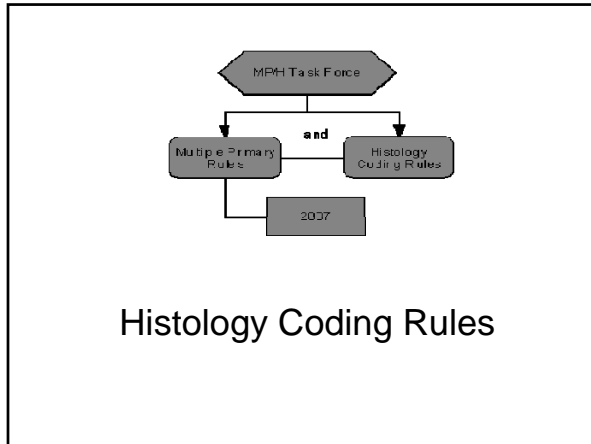 MP/H Task Force
and
Multiple Primary
Rules
Histology
Coding Rules
2007
Histology Coding Rules